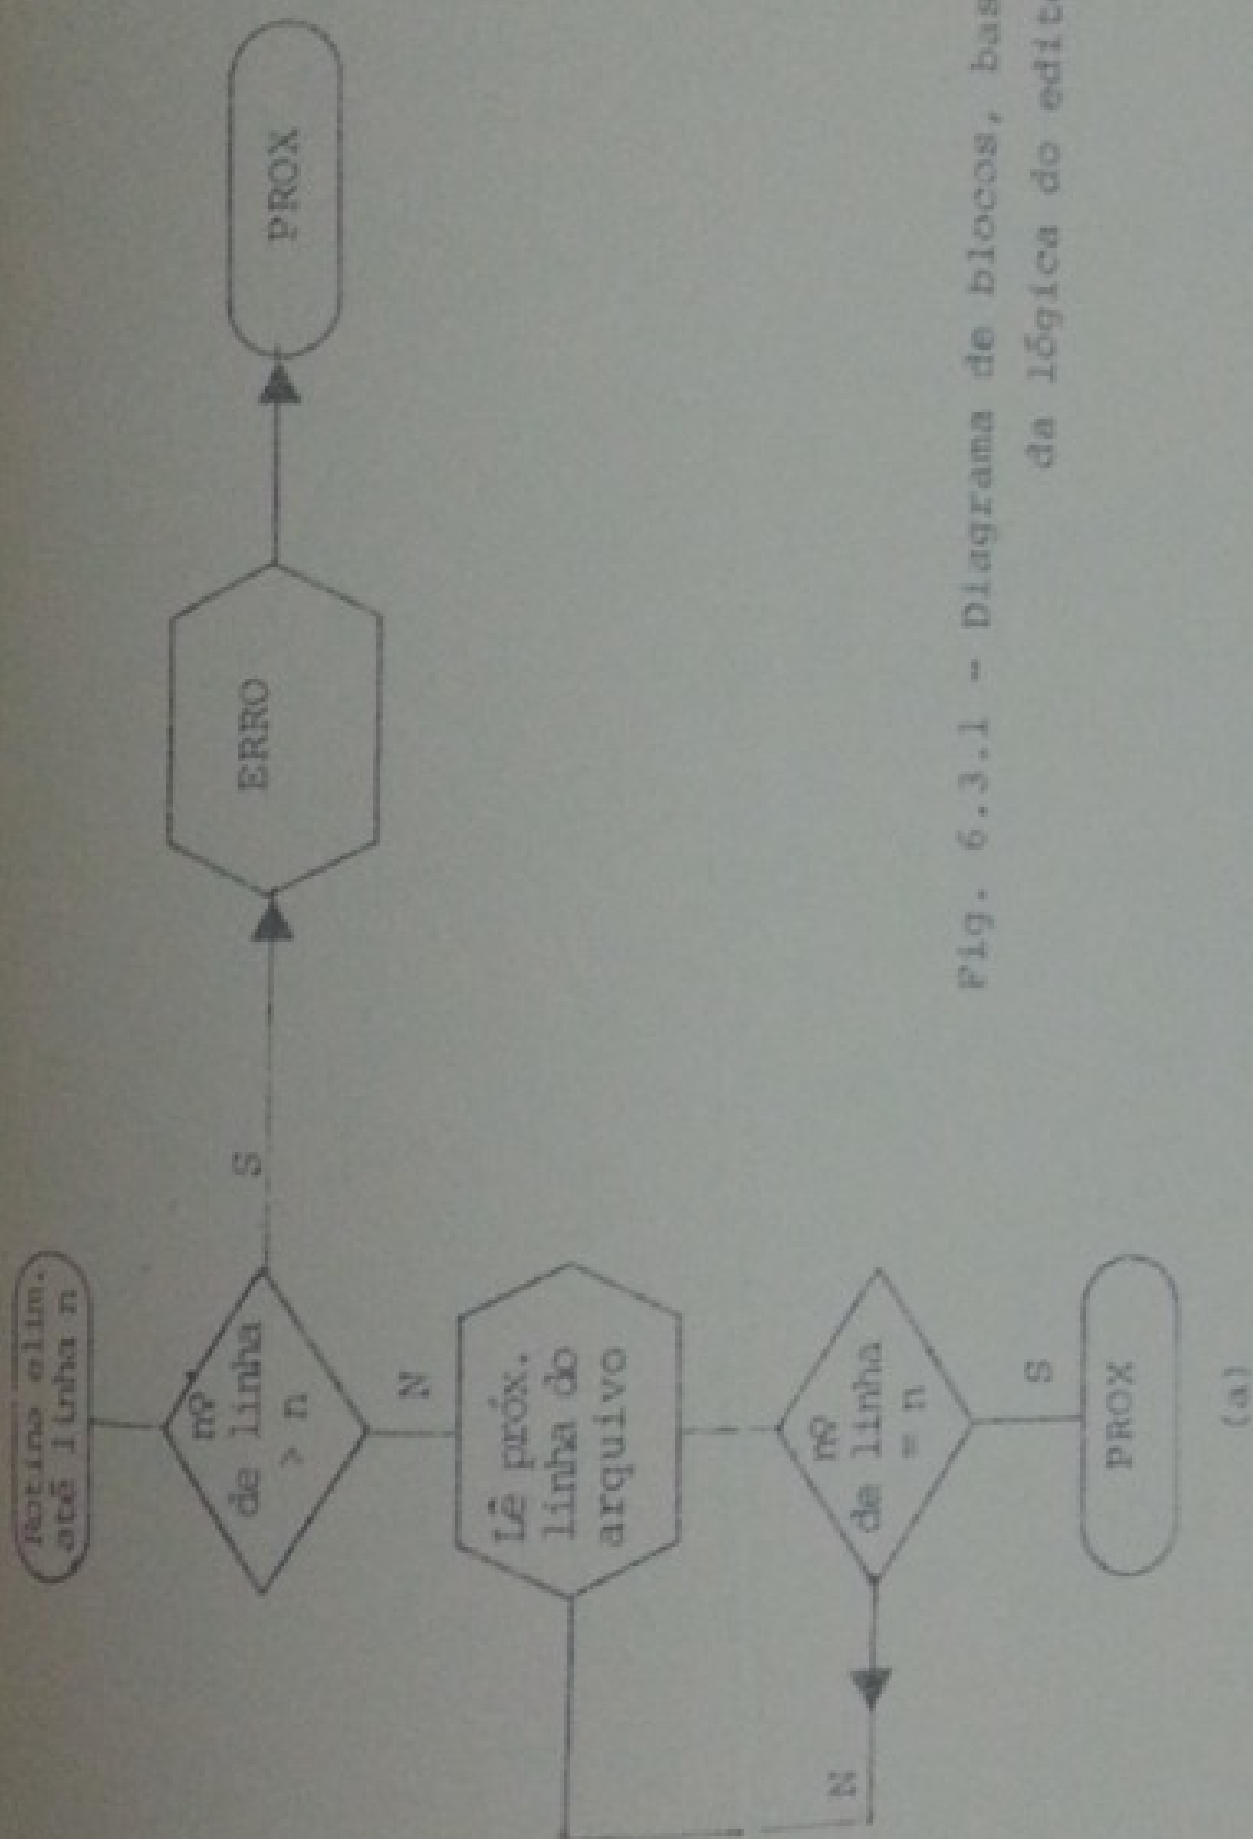 Rotina elim.
até linha n
nº
de linha
> n
S
ERRO
PROX
N
Lê próx.
linha do
arquivo
nº
de linha
= n
N
S
PROX
(a)
Fig. 6.3.1 - Diagrama de blocos, bas
da lógica do edit